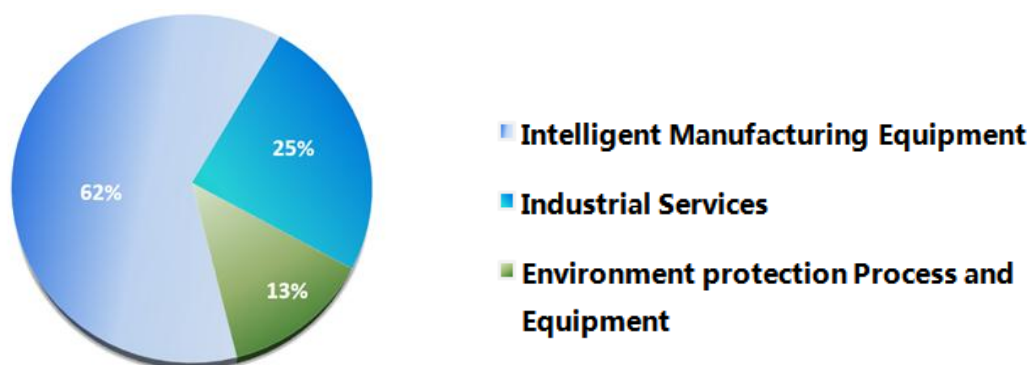 25%
62%
13%
Intelligent Manufacturing Equipment
Industrial Services
Environment protection Process and
Equipment